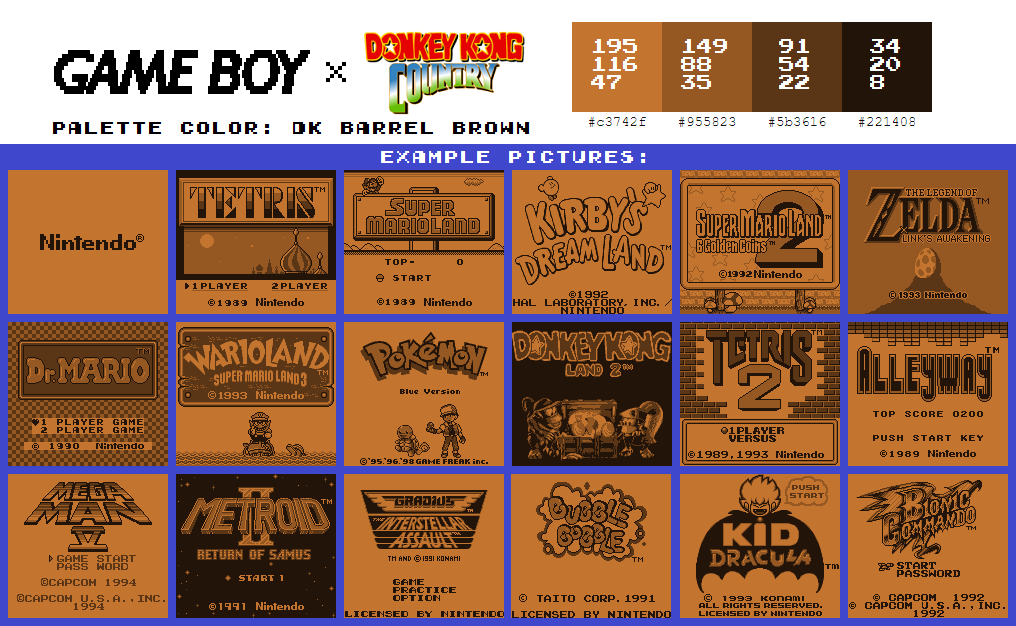 GAME BOY × DONKEY KONG COUNTRY
PALETTE COLOR: DK BARREL BROWN
195 116 47
149 88 35
91 54 22
34 20 8
#c3742f #955823 #5b3616 #221408
EXAMPLE PICTURES:
Nintendo®
TETRIS™
▶1PLAYER 2PLAYER
©1989 Nintendo
SUPER
MARIOLAND
TOP- 0
START
©1989 Nintendo
KIRBY'S
DREAM LAND™
©1992
HAL LABORATORY, INC. /
NINTENDO
SUPER MARIO LAND™ 2
6 Golden Coins™
©1992 Nintendo
THE LEGEND OF
ZELDA™
LINK'S AWAKENING
© 1993 Nintendo
Dr. MARIO™
♥1 PLAYER GAME
2 PLAYER GAME
© 1990 Nintendo
WARIOLAND
SUPER MARIO LAND 3™
©1993 Nintendo
POKéMON™
Blue Version
©'95,'96,'98 GAME FREAK inc.
DONKEY KONG
LAND 2™
TETRIS™
2
1PLAYER
VERSUS
©1989,1993 Nintendo
ALLEYWAY™
TOP SCORE 0200
PUSH START KEY
©1989 Nintendo
MEGA
MAN
IV
▶GAME START
PASS WORD
©CAPCOM 1994
©CAPCOM U.S.A.,INC.
1994
METROID™
II
RETURN OF SAMUS
START 1
©1991 Nintendo
GRADIUS™
THE INTERSTELLAR
ASSAULT™
TM AND © 1991 KONAMI
GAME
PRACTICE
OPTION
LICENSED BY NINTENDO
BUBBLE
BOBBLE™
© TAITO CORP. 1991
LICENSED BY NINTENDO
PUSH
START
KID
DRACULA™
© 1993 KONAMI
ALL RIGHTS RESERVED.
LICENSED BY NINTENDO
BIONIC
COMMANDO™
START
PASSWORD
© CAPCOM 1992
© CAPCOM U.S.A.,INC.
1992